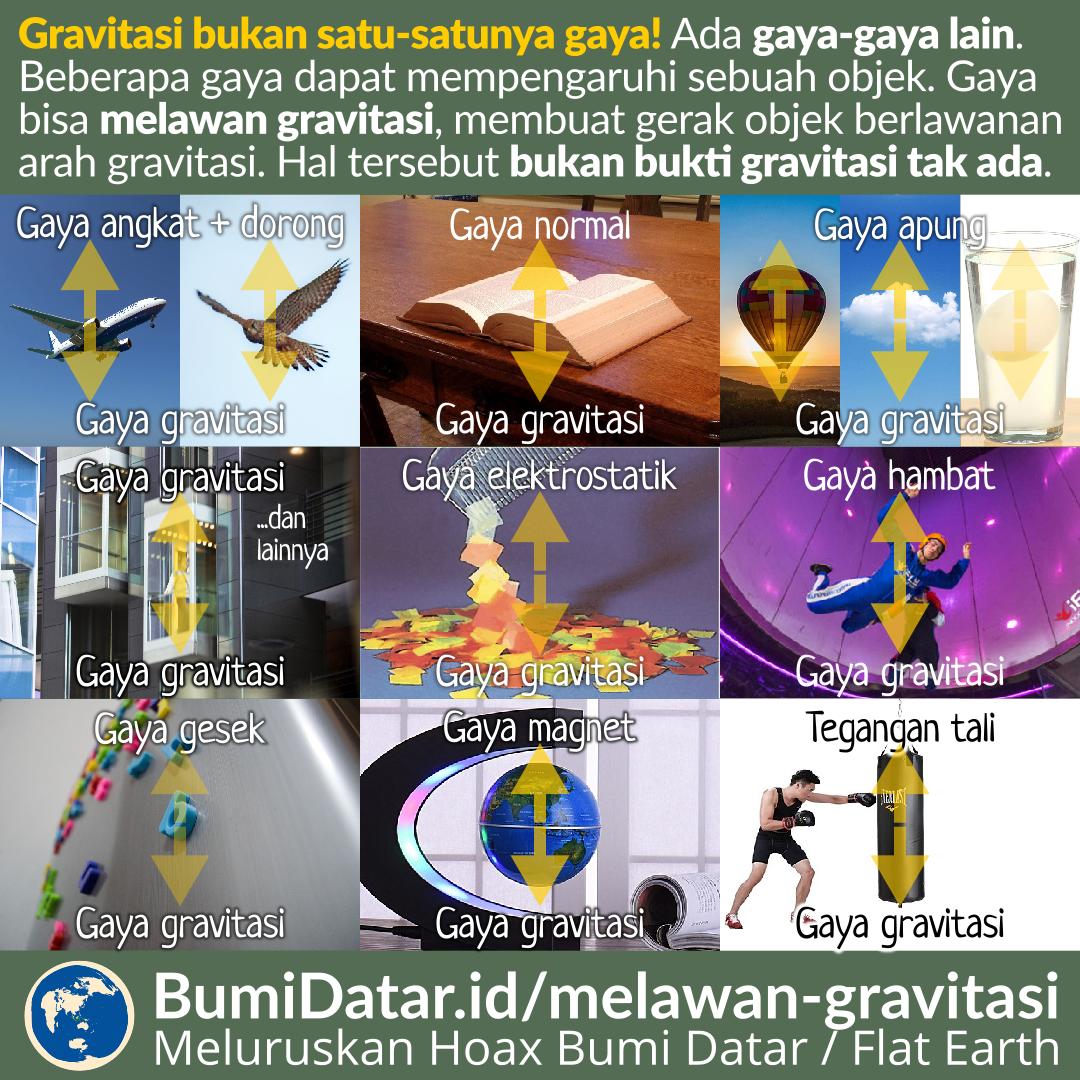 Gravitasi bukan satu-satunya gaya! Ada gaya-gaya lain.
Beberapa gaya dapat mempengaruhi sebuah objek. Gaya
bisa melawan gravitasi, membuat gerak objek berlawanan
arah gravitasi. Hal tersebut bukan bukti gravitasi tak ada.
Gaya angkat + dorong
Gaya gravitasi
Gaya normal
Gaya gravitasi
Gaya apung
Gaya gravitasi
Gaya gravitasi
...dan
lainnya
Gaya gravitasi
Gaya elektrostatik
Gaya gravitasi
Gaya hambat
Gaya gravitasi
Gaya gesek
Gaya gravitasi
Gaya magnet
Gaya gravitasi
Tegangan tali
EVERLAST
Gaya gravitasi
BumiDatar.id/melawan-gravitasi
Meluruskan Hoax Bumi Datar / Flat Earth